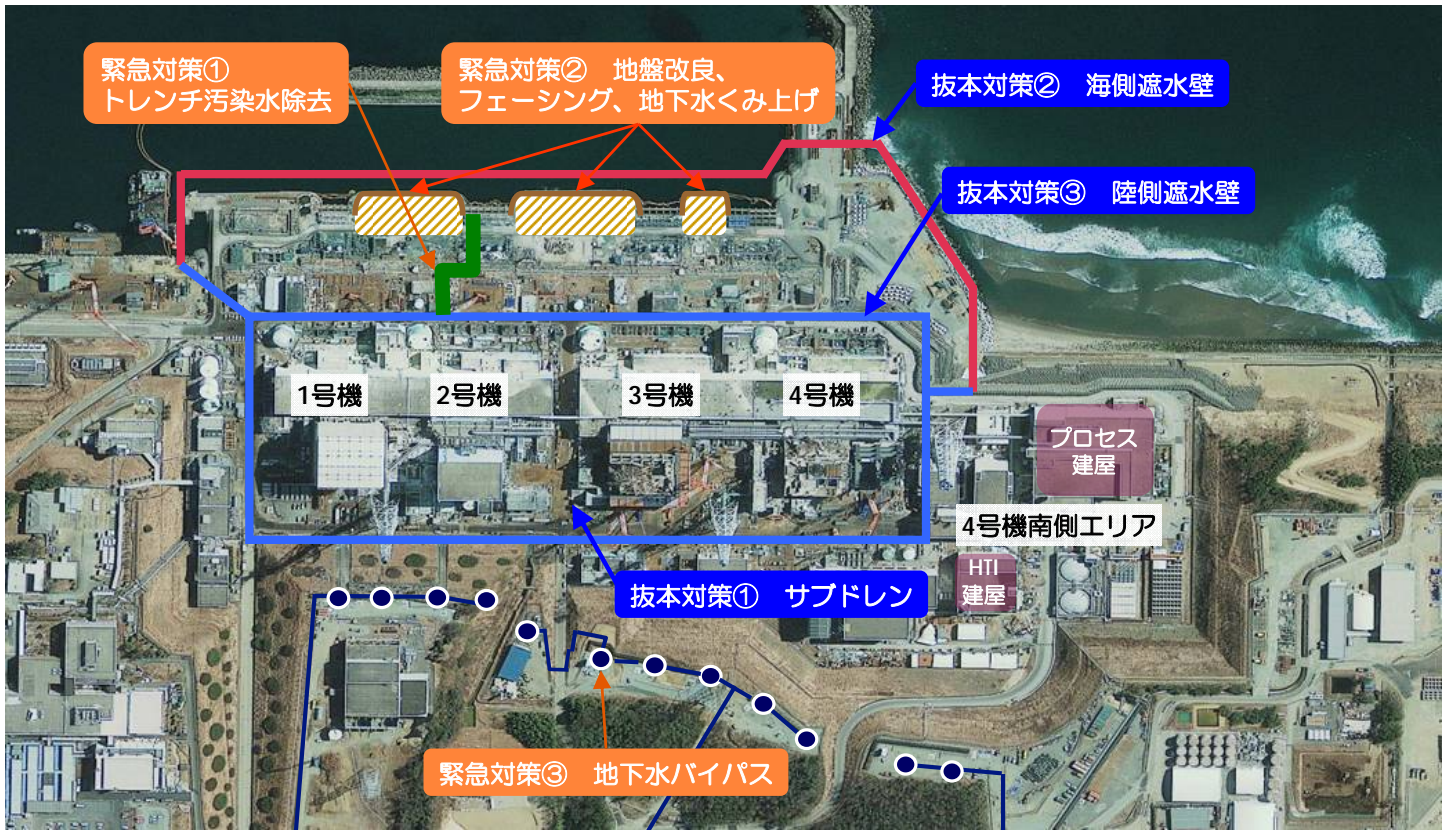 緊急対策①
トレンチ汚染水除去
緊急対策②　地盤改良、
フェーシング、地下水くみ上げ
抜本対策②　海側遮水壁
抜本対策③　陸側遮水壁
1号機
2号機
3号機
4号機
プロセス
建屋
4号機南側エリア
HTI
建屋
抜本対策①　サブドレン
緊急対策③　地下水バイパス